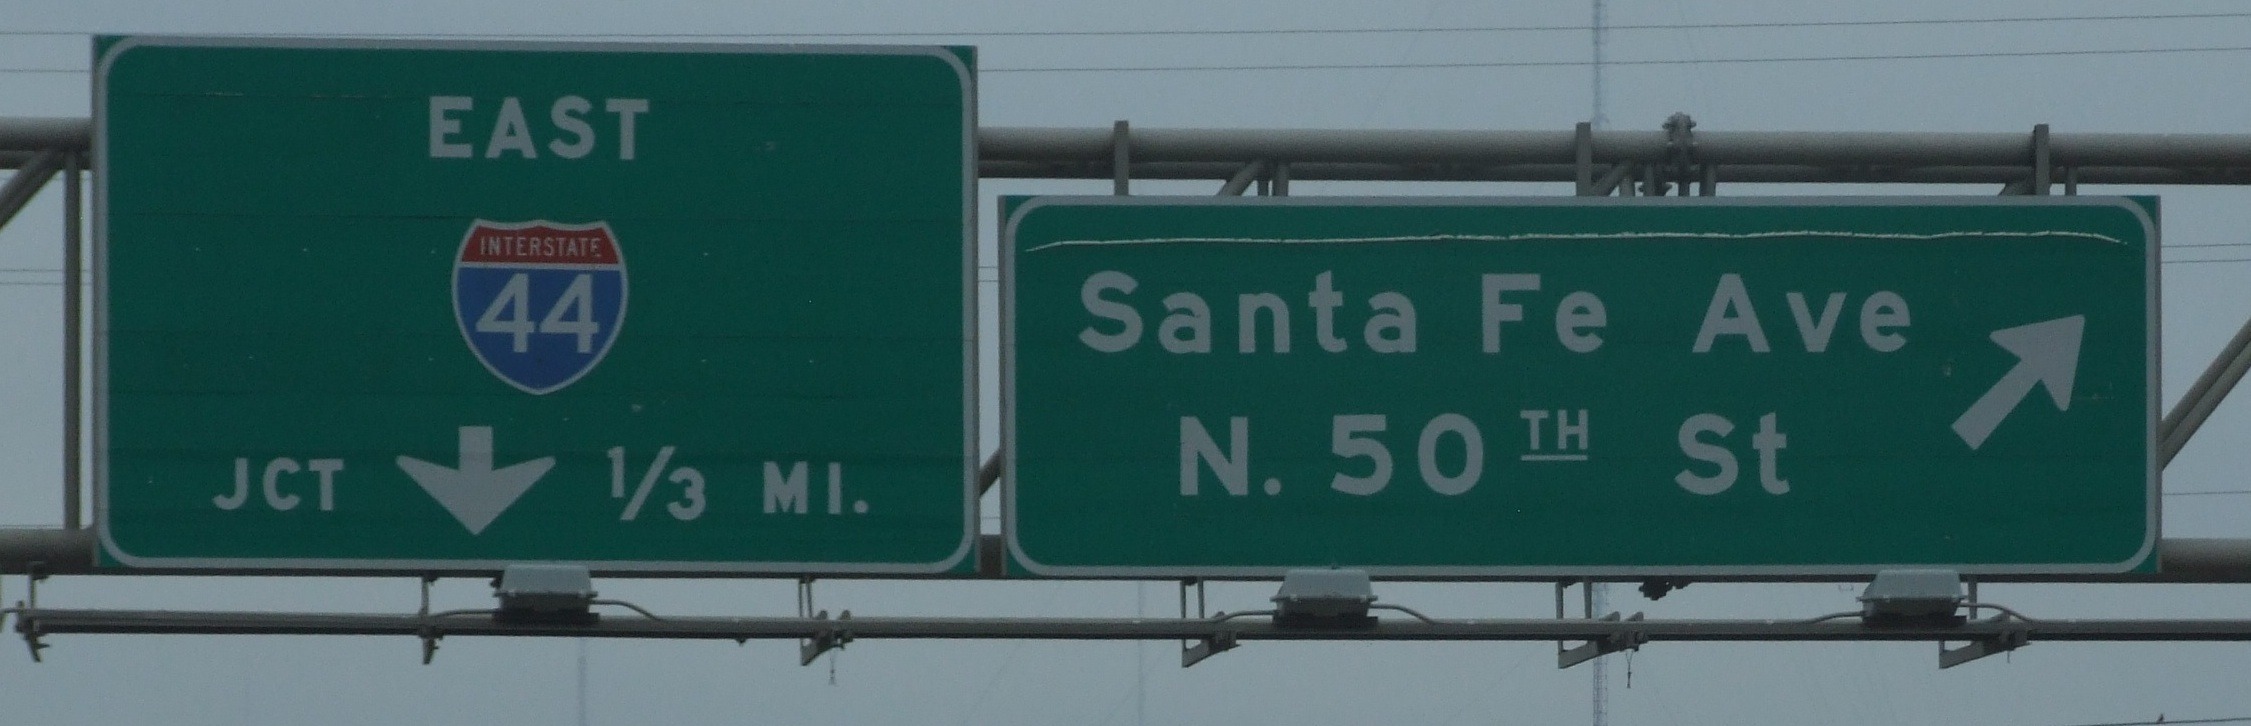 EAST
INTERSTATE
44
JCT 1/3 MI.
Santa Fe Ave
N. 50TH St